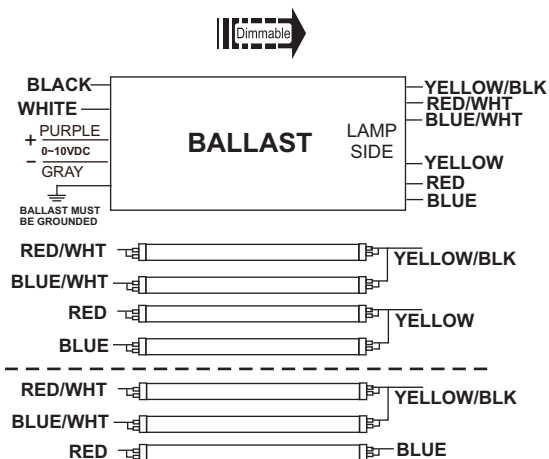 Dimmable
BLACK
WHITE
+ PURPLE
0~10VDC
− GRAY
BALLAST MUST
BE GROUNDED
BALLAST
LAMP
SIDE
YELLOW/BLK
RED/WHT
BLUE/WHT
YELLOW
RED
BLUE
RED/WHT
YELLOW/BLK
BLUE/WHT
RED
YELLOW
BLUE
RED/WHT
YELLOW/BLK
BLUE/WHT
RED
BLUE